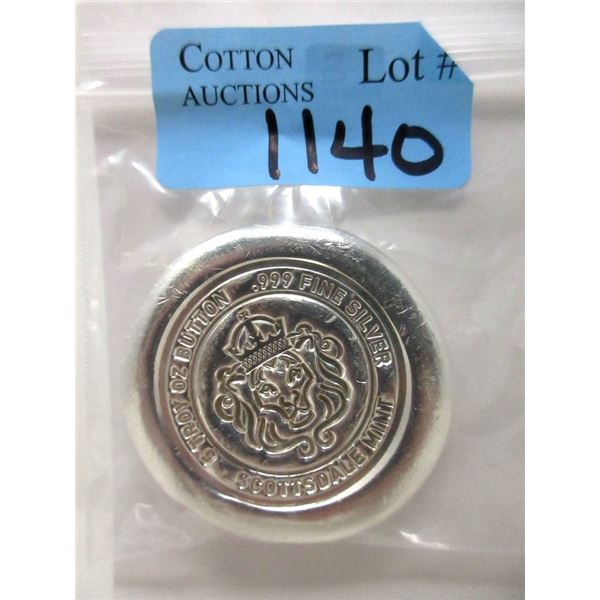 COTTON AUCTIONS Lot #
1140
.999 FINE SILVER
5 TROY OZ BUTTON
SCOTTSDALE MINT